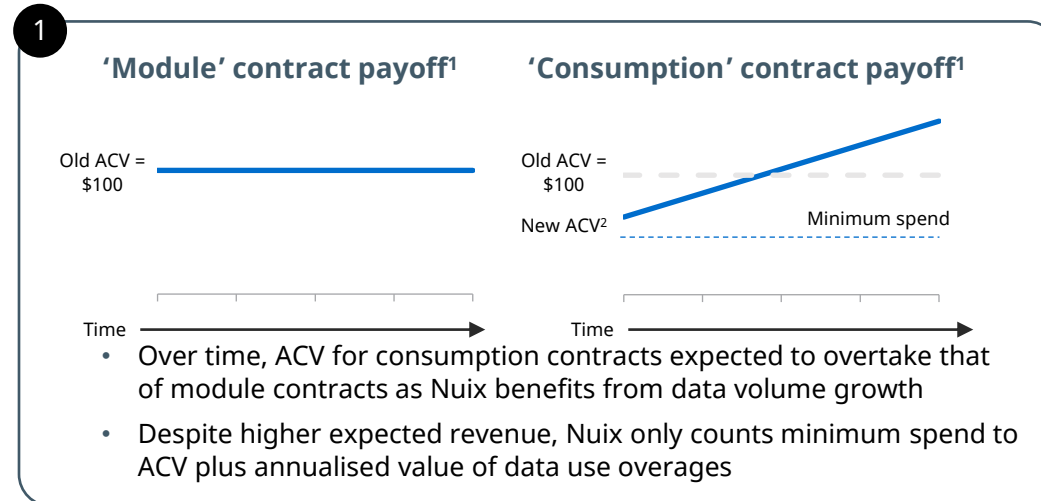 1
‘Module’ contract payoff¹
‘Consumption’ contract payoff¹
Old ACV =
$100
Time
Old ACV =
$100
New ACV²
Minimum spend
Time
• Over time, ACV for consumption contracts expected to overtake that
of module contracts as Nuix benefits from data volume growth
• Despite higher expected revenue, Nuix only counts minimum spend to
ACV plus annualised value of data use overages